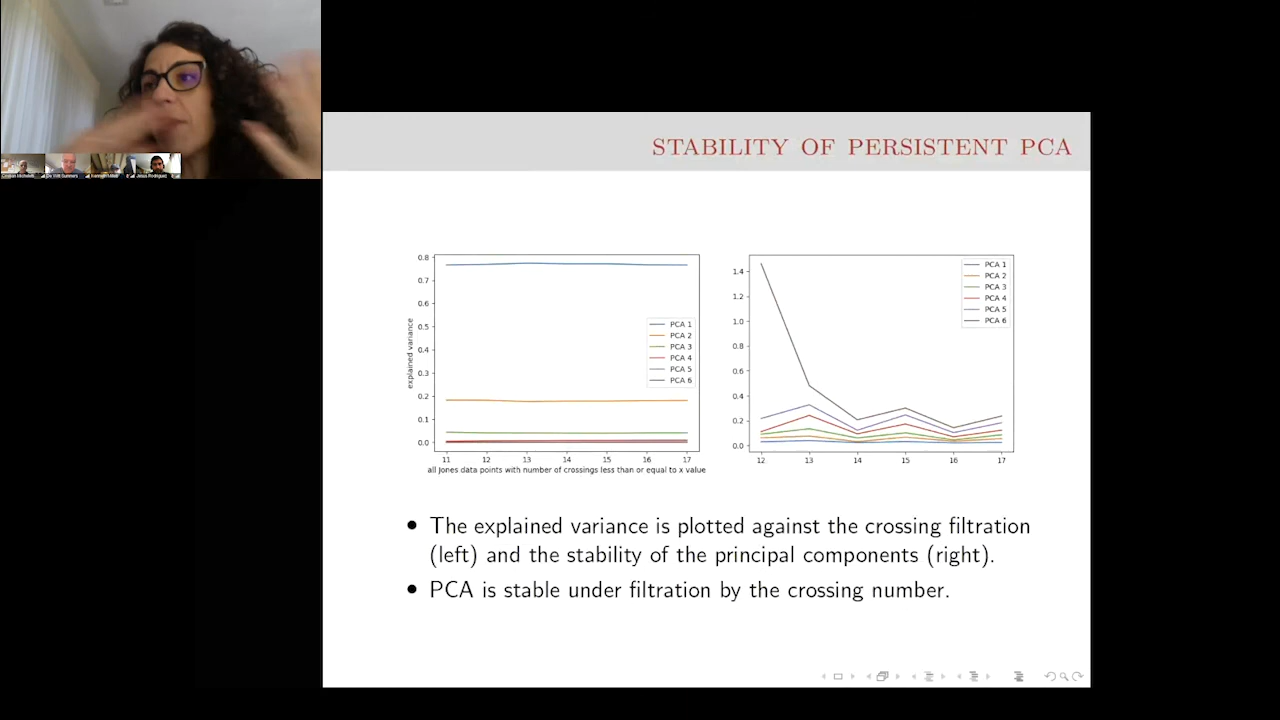 STABILITY OF PERSISTENT PCA
0.8
0.7
0.6
0.5
0.4
0.3
0.2
0.1
0.0
explained variance
PCA 1
PCA 2
PCA 3
PCA 4
PCA 5
PCA 6
11 12 13 14 15 16 17
all Jones data points with number of crossings less than or equal to x value
1.4
1.2
1.0
0.8
0.6
0.4
0.2
0.0
PCA 1
PCA 2
PCA 3
PCA 4
PCA 5
PCA 6
12 13 14 15 16 17
• The explained variance is plotted against the crossing filtration
(left) and the stability of the principal components (right).
• PCA is stable under filtration by the crossing number.